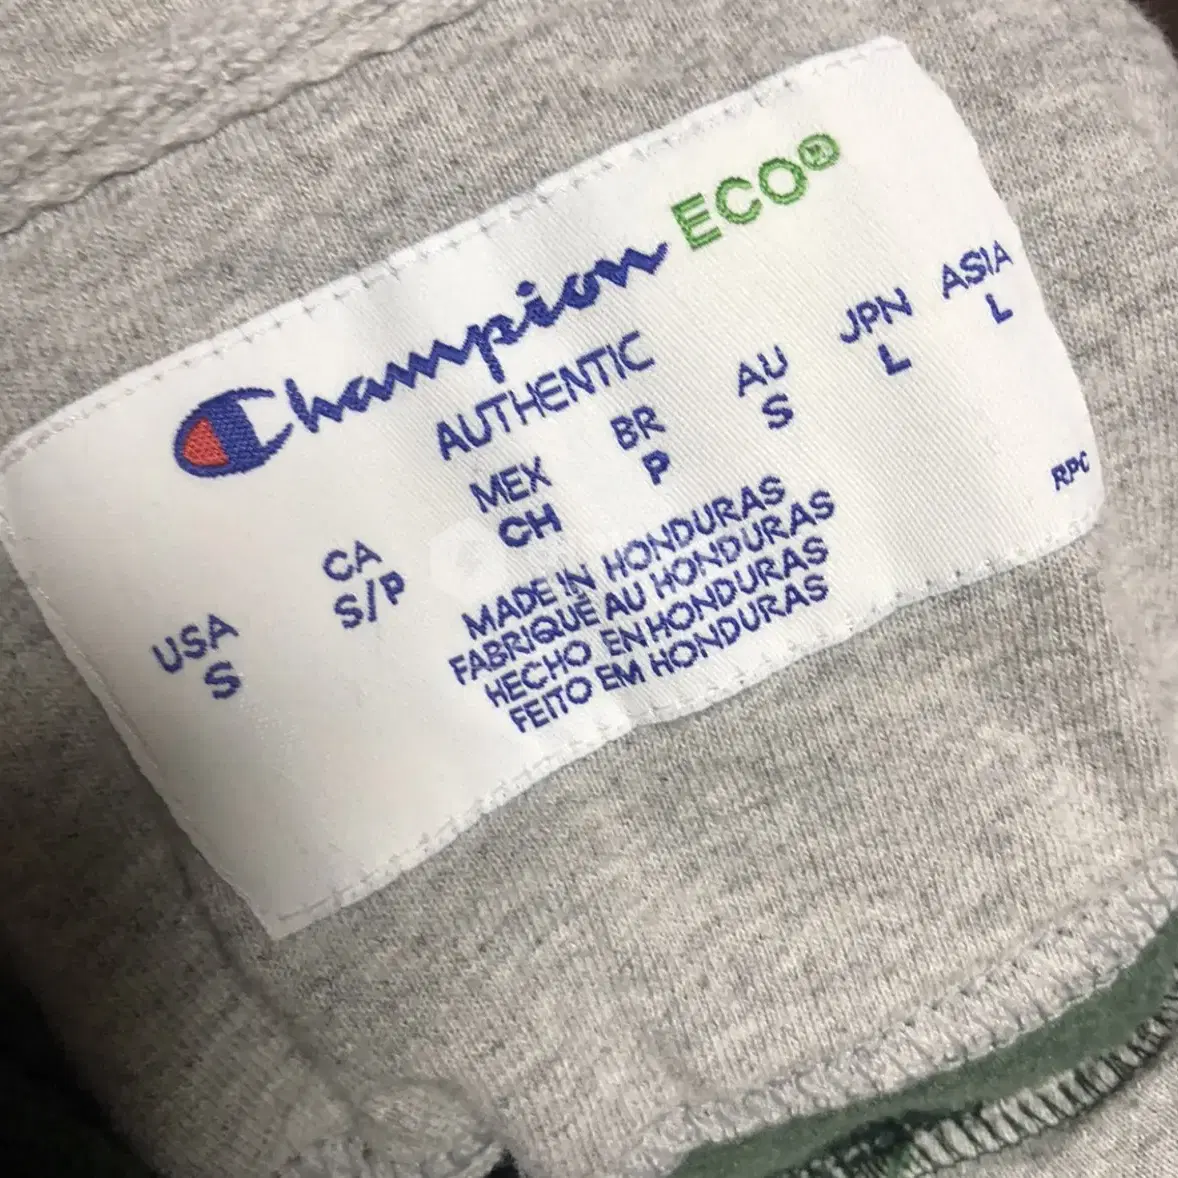 Champion ECO®
AUTHENTIC
USA CA MEX BR AU JPN ASIA
S S/P CH P S L L
MADE IN HONDURAS
FABRIQUÉ AU HONDURAS
HECHO EN HONDURAS
FEITO EM HONDURAS
RPC